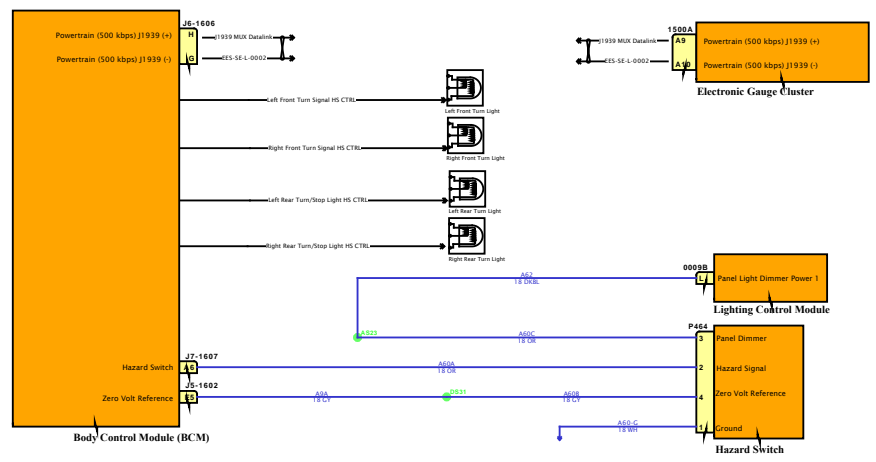 J6-1606
Powertrain (500 kbps) J1939 (+)
H
J1939 MUX Datalink
Powertrain (500 kbps) J1939 (-)
G
EES-SE-L-0002
1500A
J1939 MUX Datalink
A9
Powertrain (500 kbps) J1939 (+)
EES-SE-L-0002
A10
Powertrain (500 kbps) J1939 (-)
Electronic Gauge Cluster
Left Front Turn Signal HS CTRL
Left Front Turn Light
Right Front Turn Signal HS CTRL
Right Front Turn Light
Left Rear Turn/Stop Light HS CTRL
Left Rear Turn Light
Right Rear Turn/Stop Light HS CTRL
Right Rear Turn Light
A62
18 DKBL
0009B
L
Panel Light Dimmer Power 1
Lighting Control Module
AS23
A60C
18 OR
P464
3
Panel Dimmer
J7-1607
Hazard Switch
A6
A60A
18 OR
2
Hazard Signal
J5-1602
Zero Volt Reference
E5
A9A
18 GY
DS31
A60B
18 GY
4
Zero Volt Reference
A60-G
18 WH
1
Ground
Body Control Module (BCM)
Hazard Switch